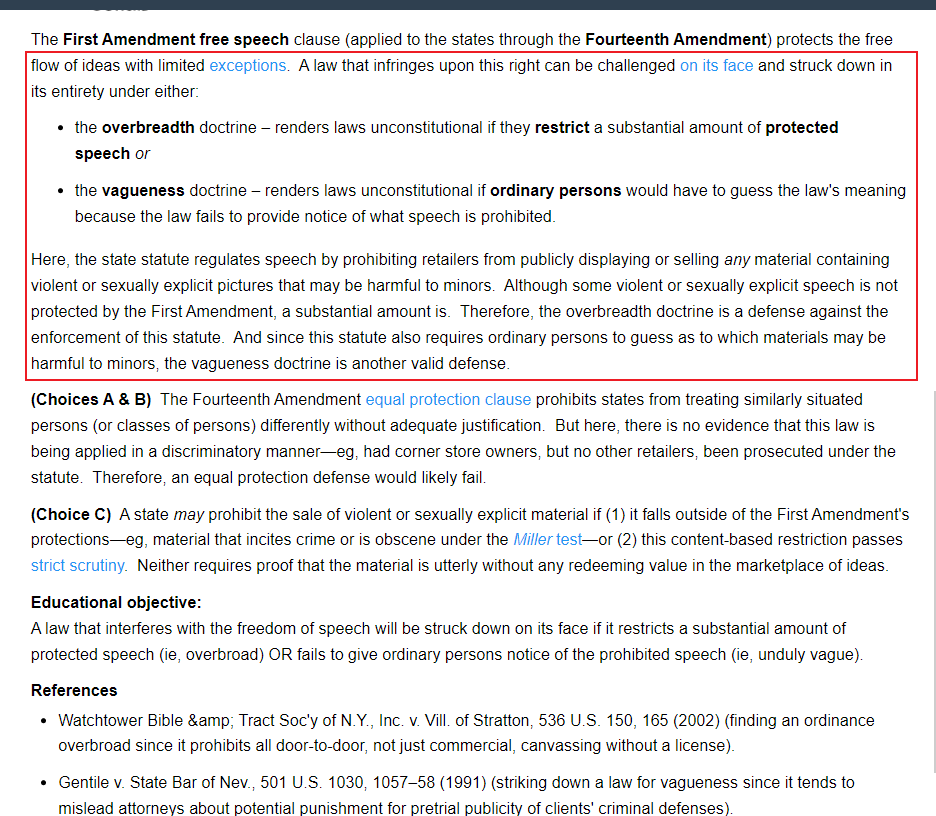 The First Amendment free speech clause (applied to the states through the Fourteenth Amendment) protects the free
flow of ideas with limited exceptions.  A law that infringes upon this right can be challenged on its face and struck down in
its entirety under either:
• the overbreadth doctrine – renders laws unconstitutional if they restrict a substantial amount of protected
speech or
• the vagueness doctrine – renders laws unconstitutional if ordinary persons would have to guess the law's meaning
because the law fails to provide notice of what speech is prohibited.
Here, the state statute regulates speech by prohibiting retailers from publicly displaying or selling any material containing
violent or sexually explicit pictures that may be harmful to minors.  Although some violent or sexually explicit speech is not
protected by the First Amendment, a substantial amount is.  Therefore, the overbreadth doctrine is a defense against the
enforcement of this statute.  And since this statute also requires ordinary persons to guess as to which materials may be
harmful to minors, the vagueness doctrine is another valid defense.
(Choices A & B)  The Fourteenth Amendment equal protection clause prohibits states from treating similarly situated
persons (or classes of persons) differently without adequate justification.  But here, there is no evidence that this law is
being applied in a discriminatory manner—eg, had corner store owners, but no other retailers, been prosecuted under the
statute.  Therefore, an equal protection defense would likely fail.
(Choice C)  A state may prohibit the sale of violent or sexually explicit material if (1) it falls outside of the First Amendment's
protections—eg, material that incites crime or is obscene under the Miller test—or (2) this content-based restriction passes
strict scrutiny.  Neither requires proof that the material is utterly without any redeeming value in the marketplace of ideas.
Educational objective:
A law that interferes with the freedom of speech will be struck down on its face if it restricts a substantial amount of
protected speech (ie, overbroad) OR fails to give ordinary persons notice of the prohibited speech (ie, unduly vague).
References
• Watchtower Bible &amp; Tract Soc'y of N.Y., Inc. v. Vill. of Stratton, 536 U.S. 150, 165 (2002) (finding an ordinance
overbroad since it prohibits all door-to-door, not just commercial, canvassing without a license).
• Gentile v. State Bar of Nev., 501 U.S. 1030, 1057–58 (1991) (striking down a law for vagueness since it tends to
mislead attorneys about potential punishment for pretrial publicity of clients' criminal defenses).